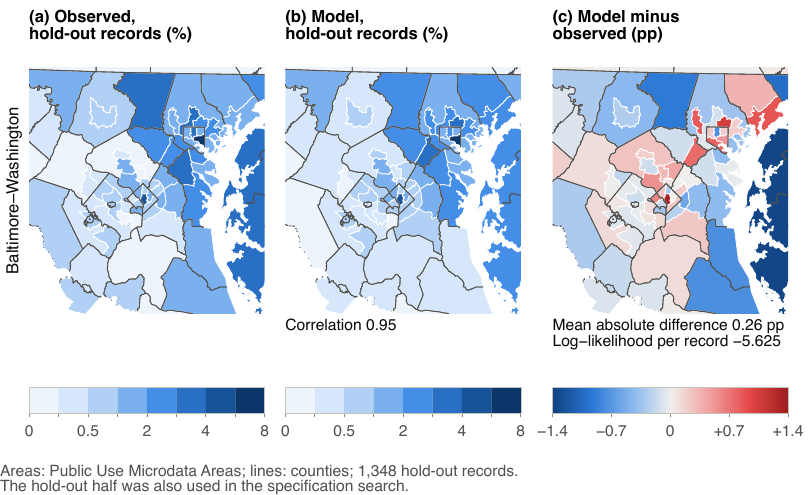 (a) Observed,
hold−out records (%)
(b) Model,
hold−out records (%)
(c) Model minus
observed (pp)
Baltimore−Washington
Correlation 0.95
Mean absolute difference 0.26 pp
Log−likelihood per record −5.625
0 0.5 2 4 8
0 0.5 2 4 8
−1.4 −0.7 0 +0.7 +1.4
Areas: Public Use Microdata Areas; lines: counties; 1,348 hold-out records.
The hold-out half was also used in the specification search.